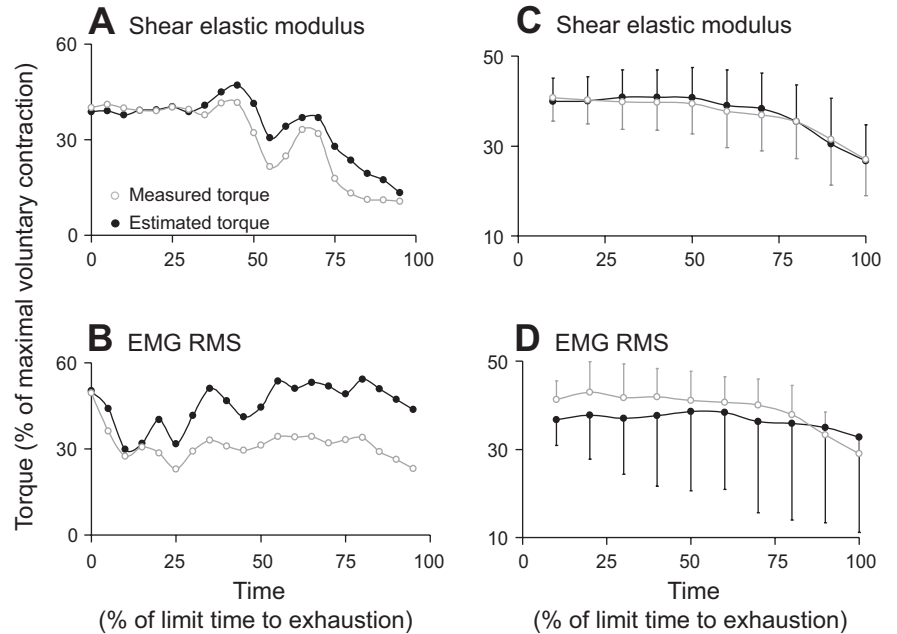 Torque (% of maximal voluntary contraction)
A Shear elastic modulus
60
30
0
Measured torque
Estimated torque
0 25 50 75 100
B EMG RMS
60
30
0
0 25 50 75 100
Time
(% of limit time to exhaustion)
C Shear elastic modulus
50
30
10
0 25 50 75 100
D EMG RMS
50
30
10
0 25 50 75 100
Time
(% of limit time to exhaustion)